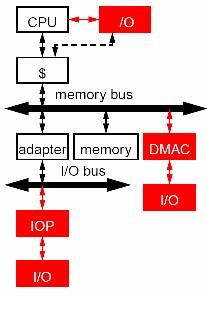 CPU
/O
$
memory bus
adapter
memory
DMAC
I/O bus
I/O
IOP
I/O